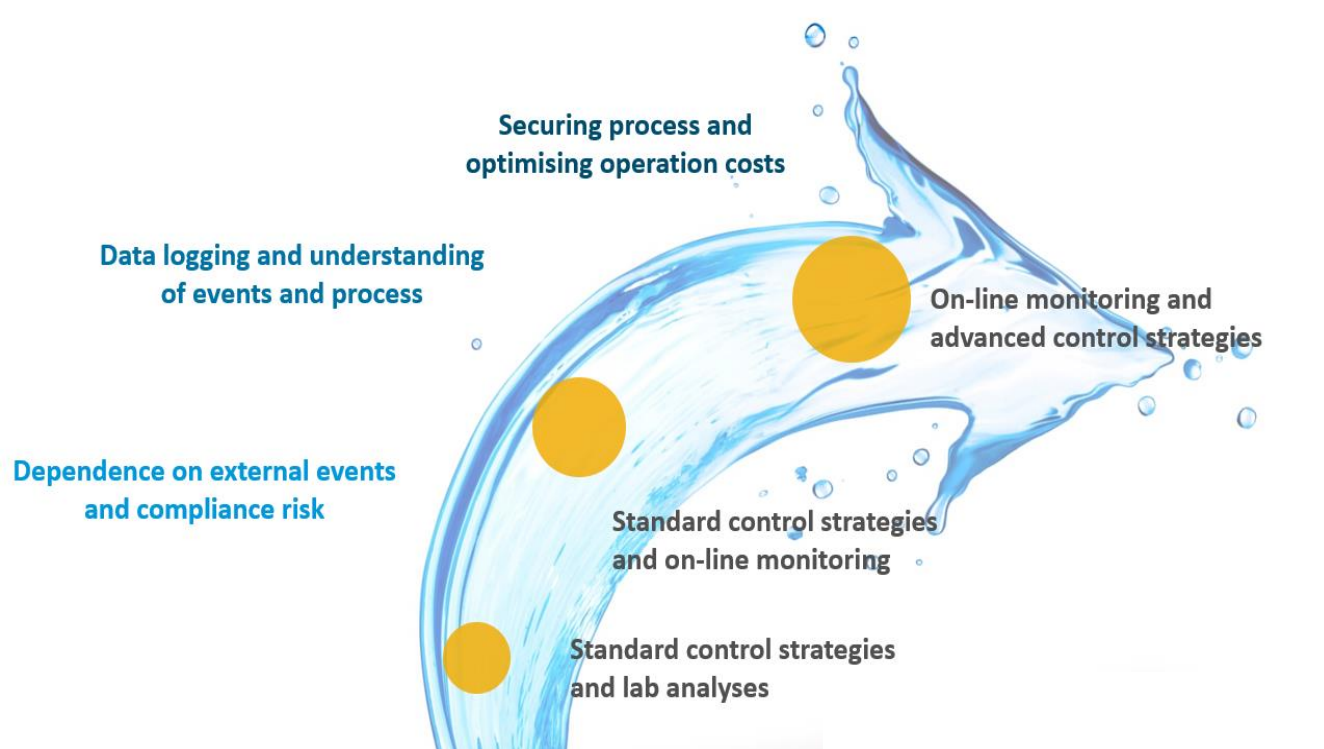 Securing process and
optimising operation costs
Data logging and understanding
of events and process
On-line monitoring and
advanced control strategies
Dependence on external events
and compliance risk
Standard control strategies
and on-line monitoring
Standard control strategies
and lab analyses